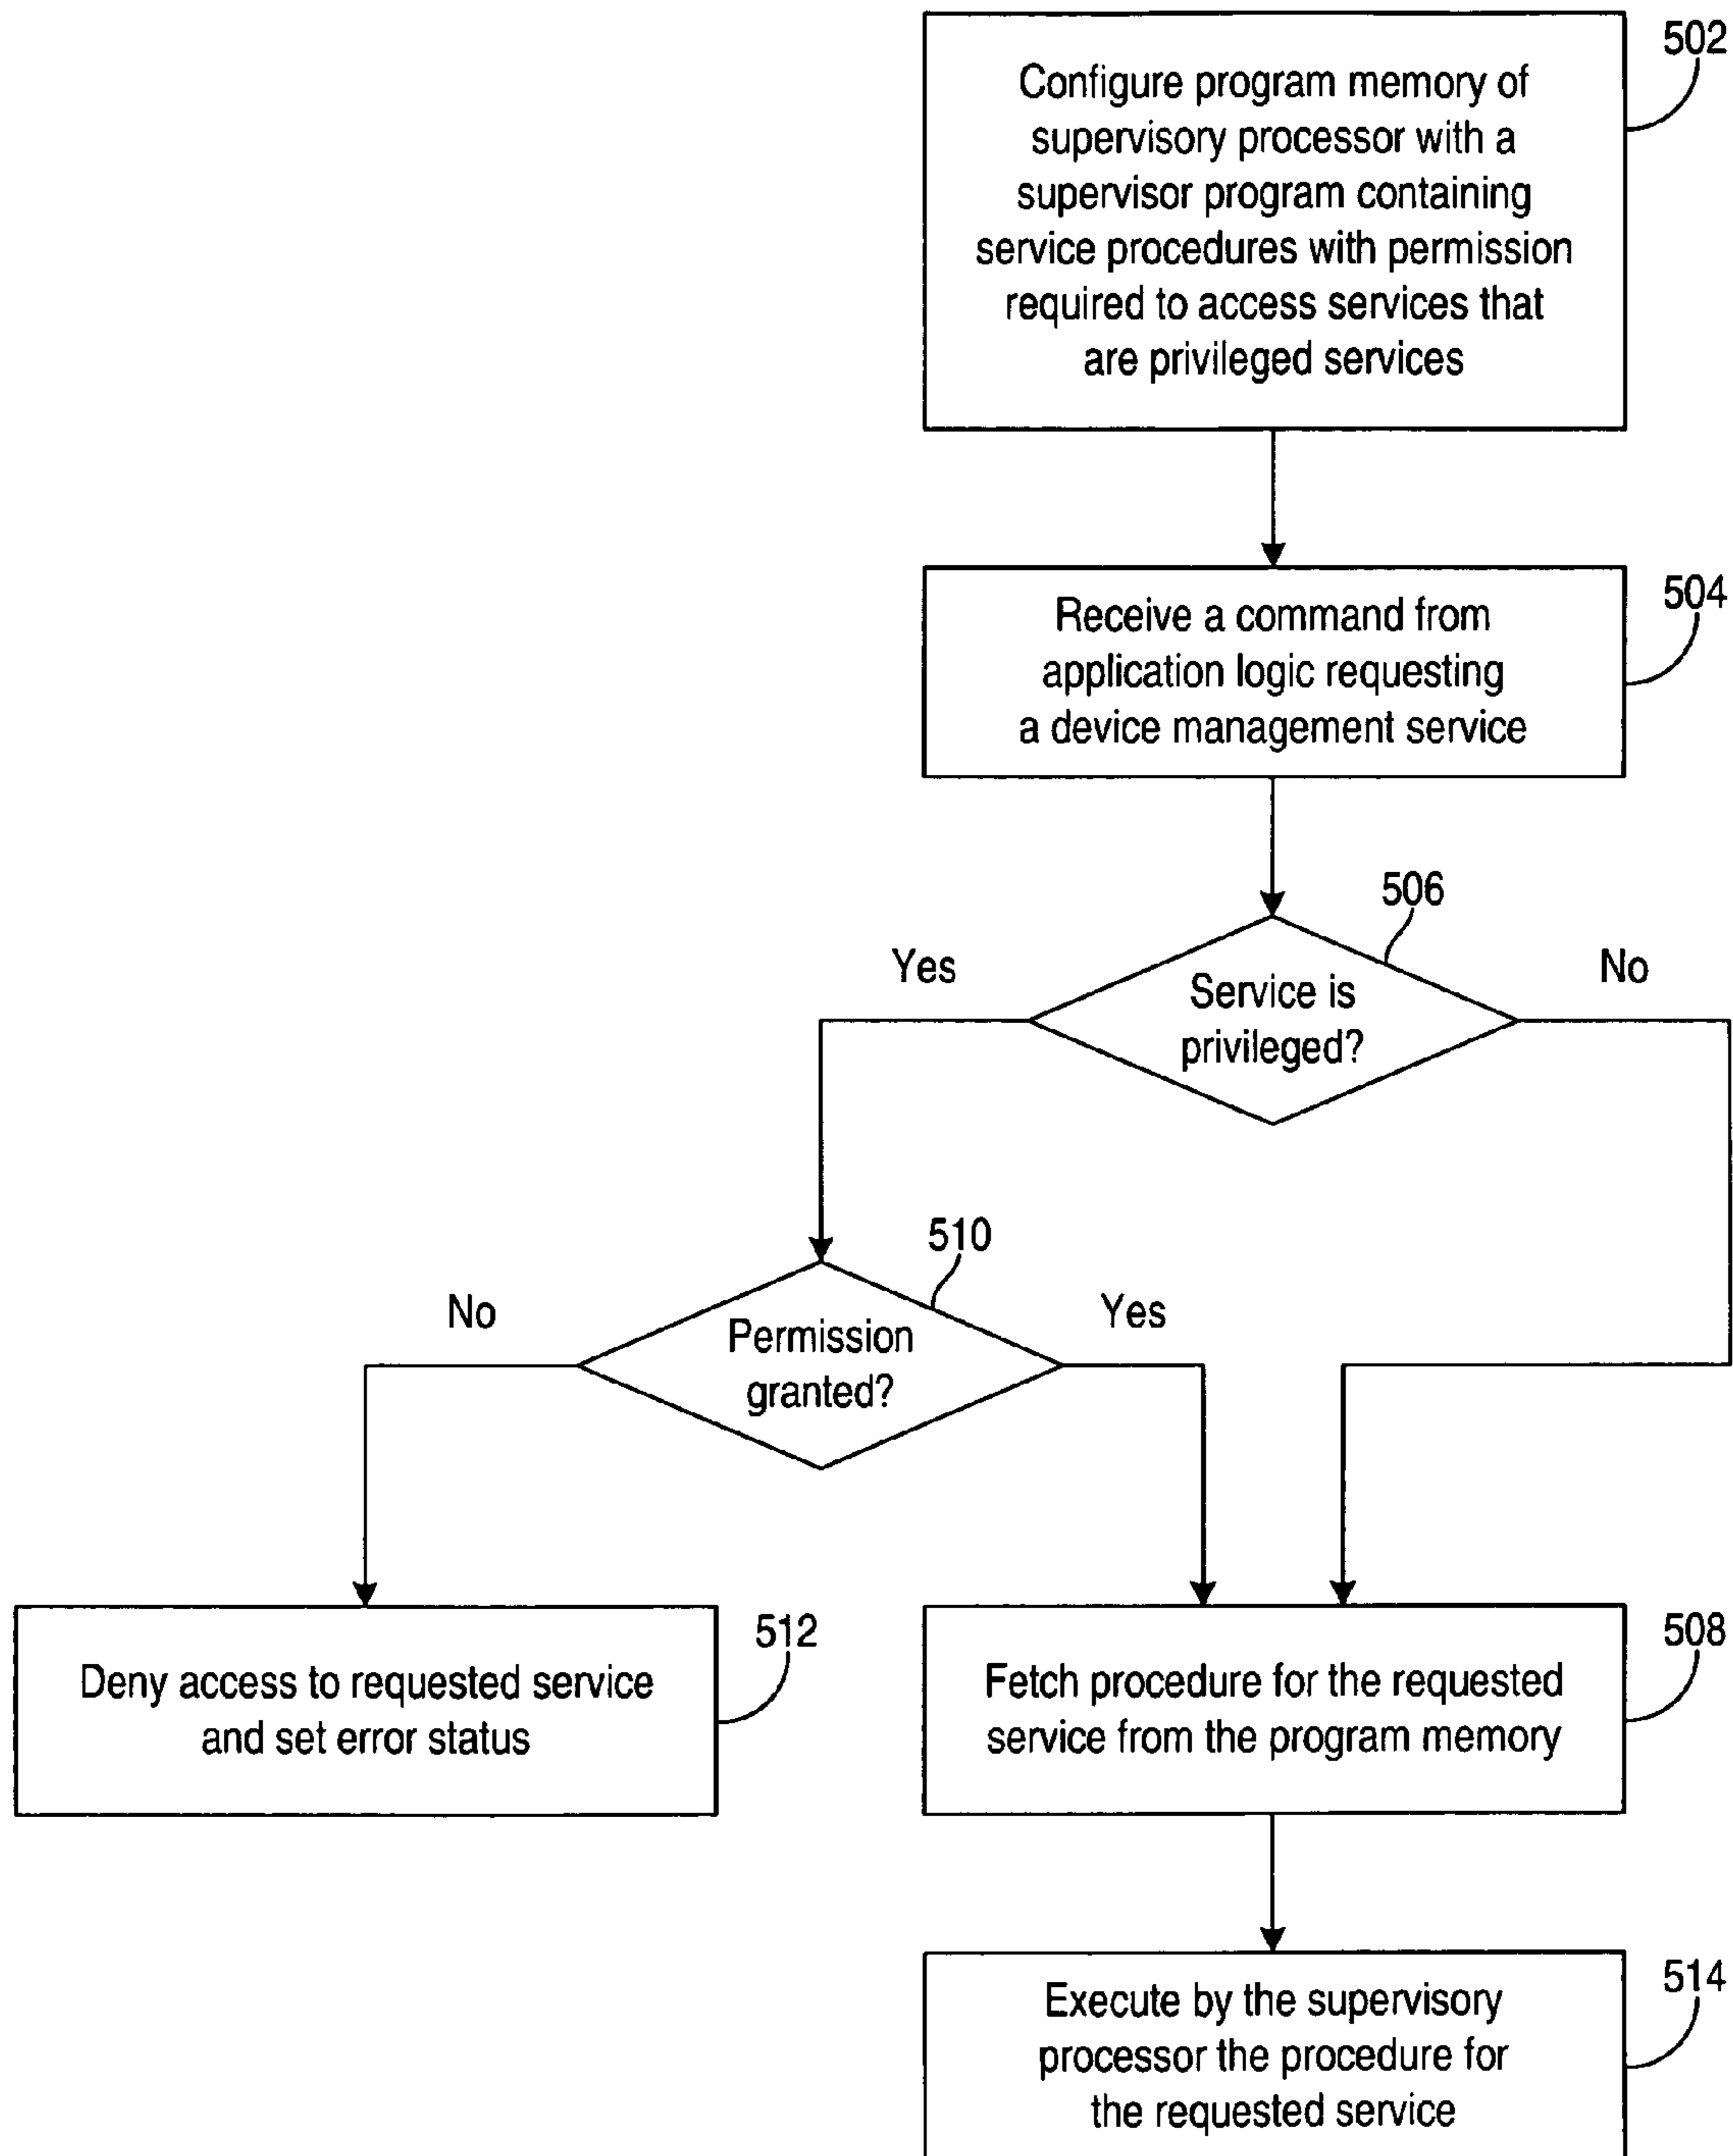 502
Configure program memory of
supervisory processor with a
supervisor program containing
service procedures with permission
required to access services that
are privileged services
504
Receive a command from
application logic requesting
a device management service
506
Yes
No
Service is
privileged?
510
No
Yes
Permission
granted?
512
Deny access to requested service
and set error status
508
Fetch procedure for the requested
service from the program memory
514
Execute by the supervisory
processor the procedure for
the requested service